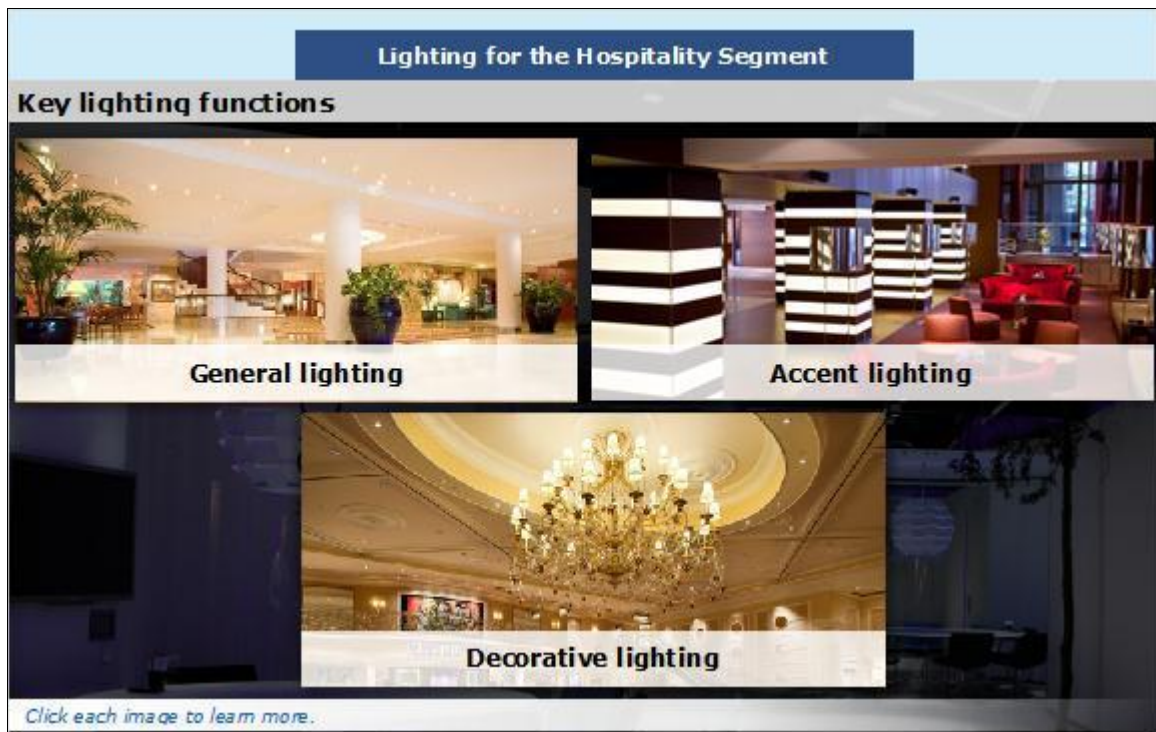 Lighting for the Hospitality Segment
Key lighting functions
General lighting
Accent lighting
Decorative lighting
Click each image to learn more.